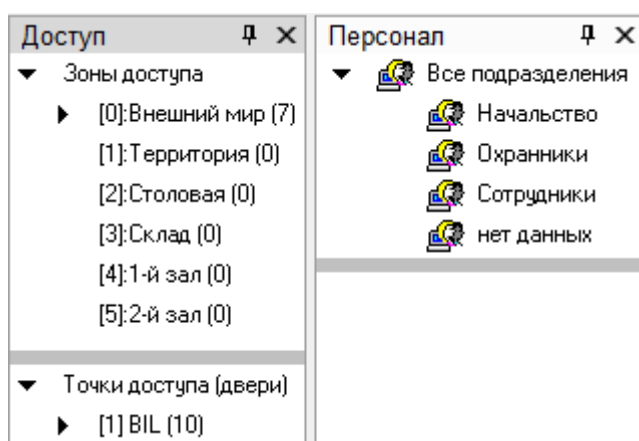 Доступ
Зоны доступа
[0]:Внешний мир (7)
[1]:Территория (0)
[2]:Столовая (0)
[3]:Склад (0)
[4]:1-й зал (0)
[5]:2-й зал (0)
Точки доступа (двери)
[1] BIL (10)
Персонал
Все подразделения
Начальство
Охранники
Сотрудники
нет данных